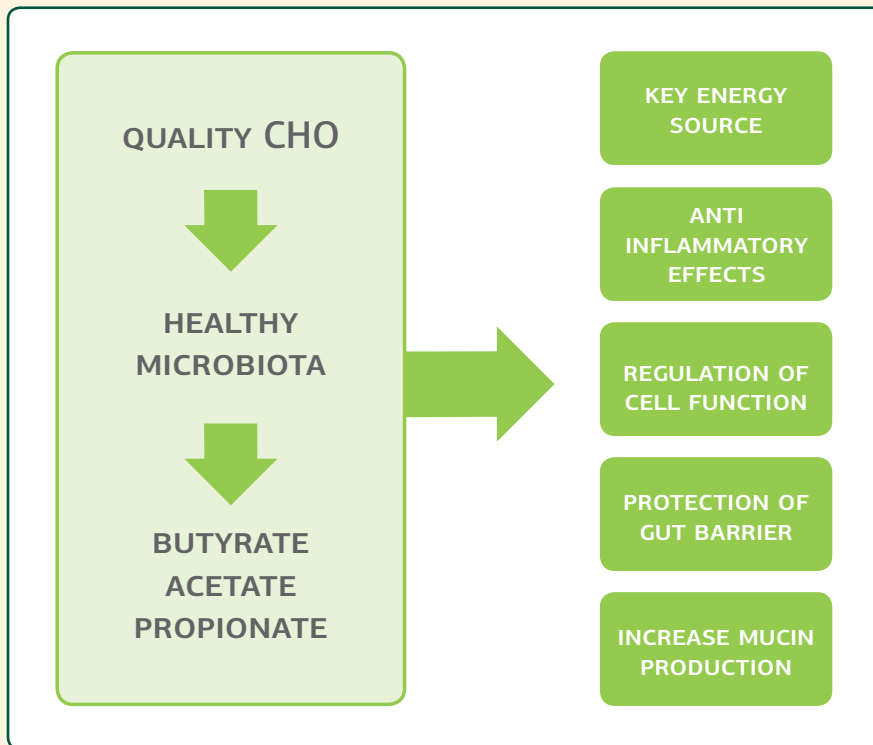 QUALITY CHO
HEALTHY
MICROBIOTA
BUTYRATE
ACETATE
PROPIONATE
KEY ENERGY
SOURCE
ANTI
INFLAMMATORY
EFFECTS
REGULATION OF
CELL FUNCTION
PROTECTION OF
GUT BARRIER
INCREASE MUCIN
PRODUCTION